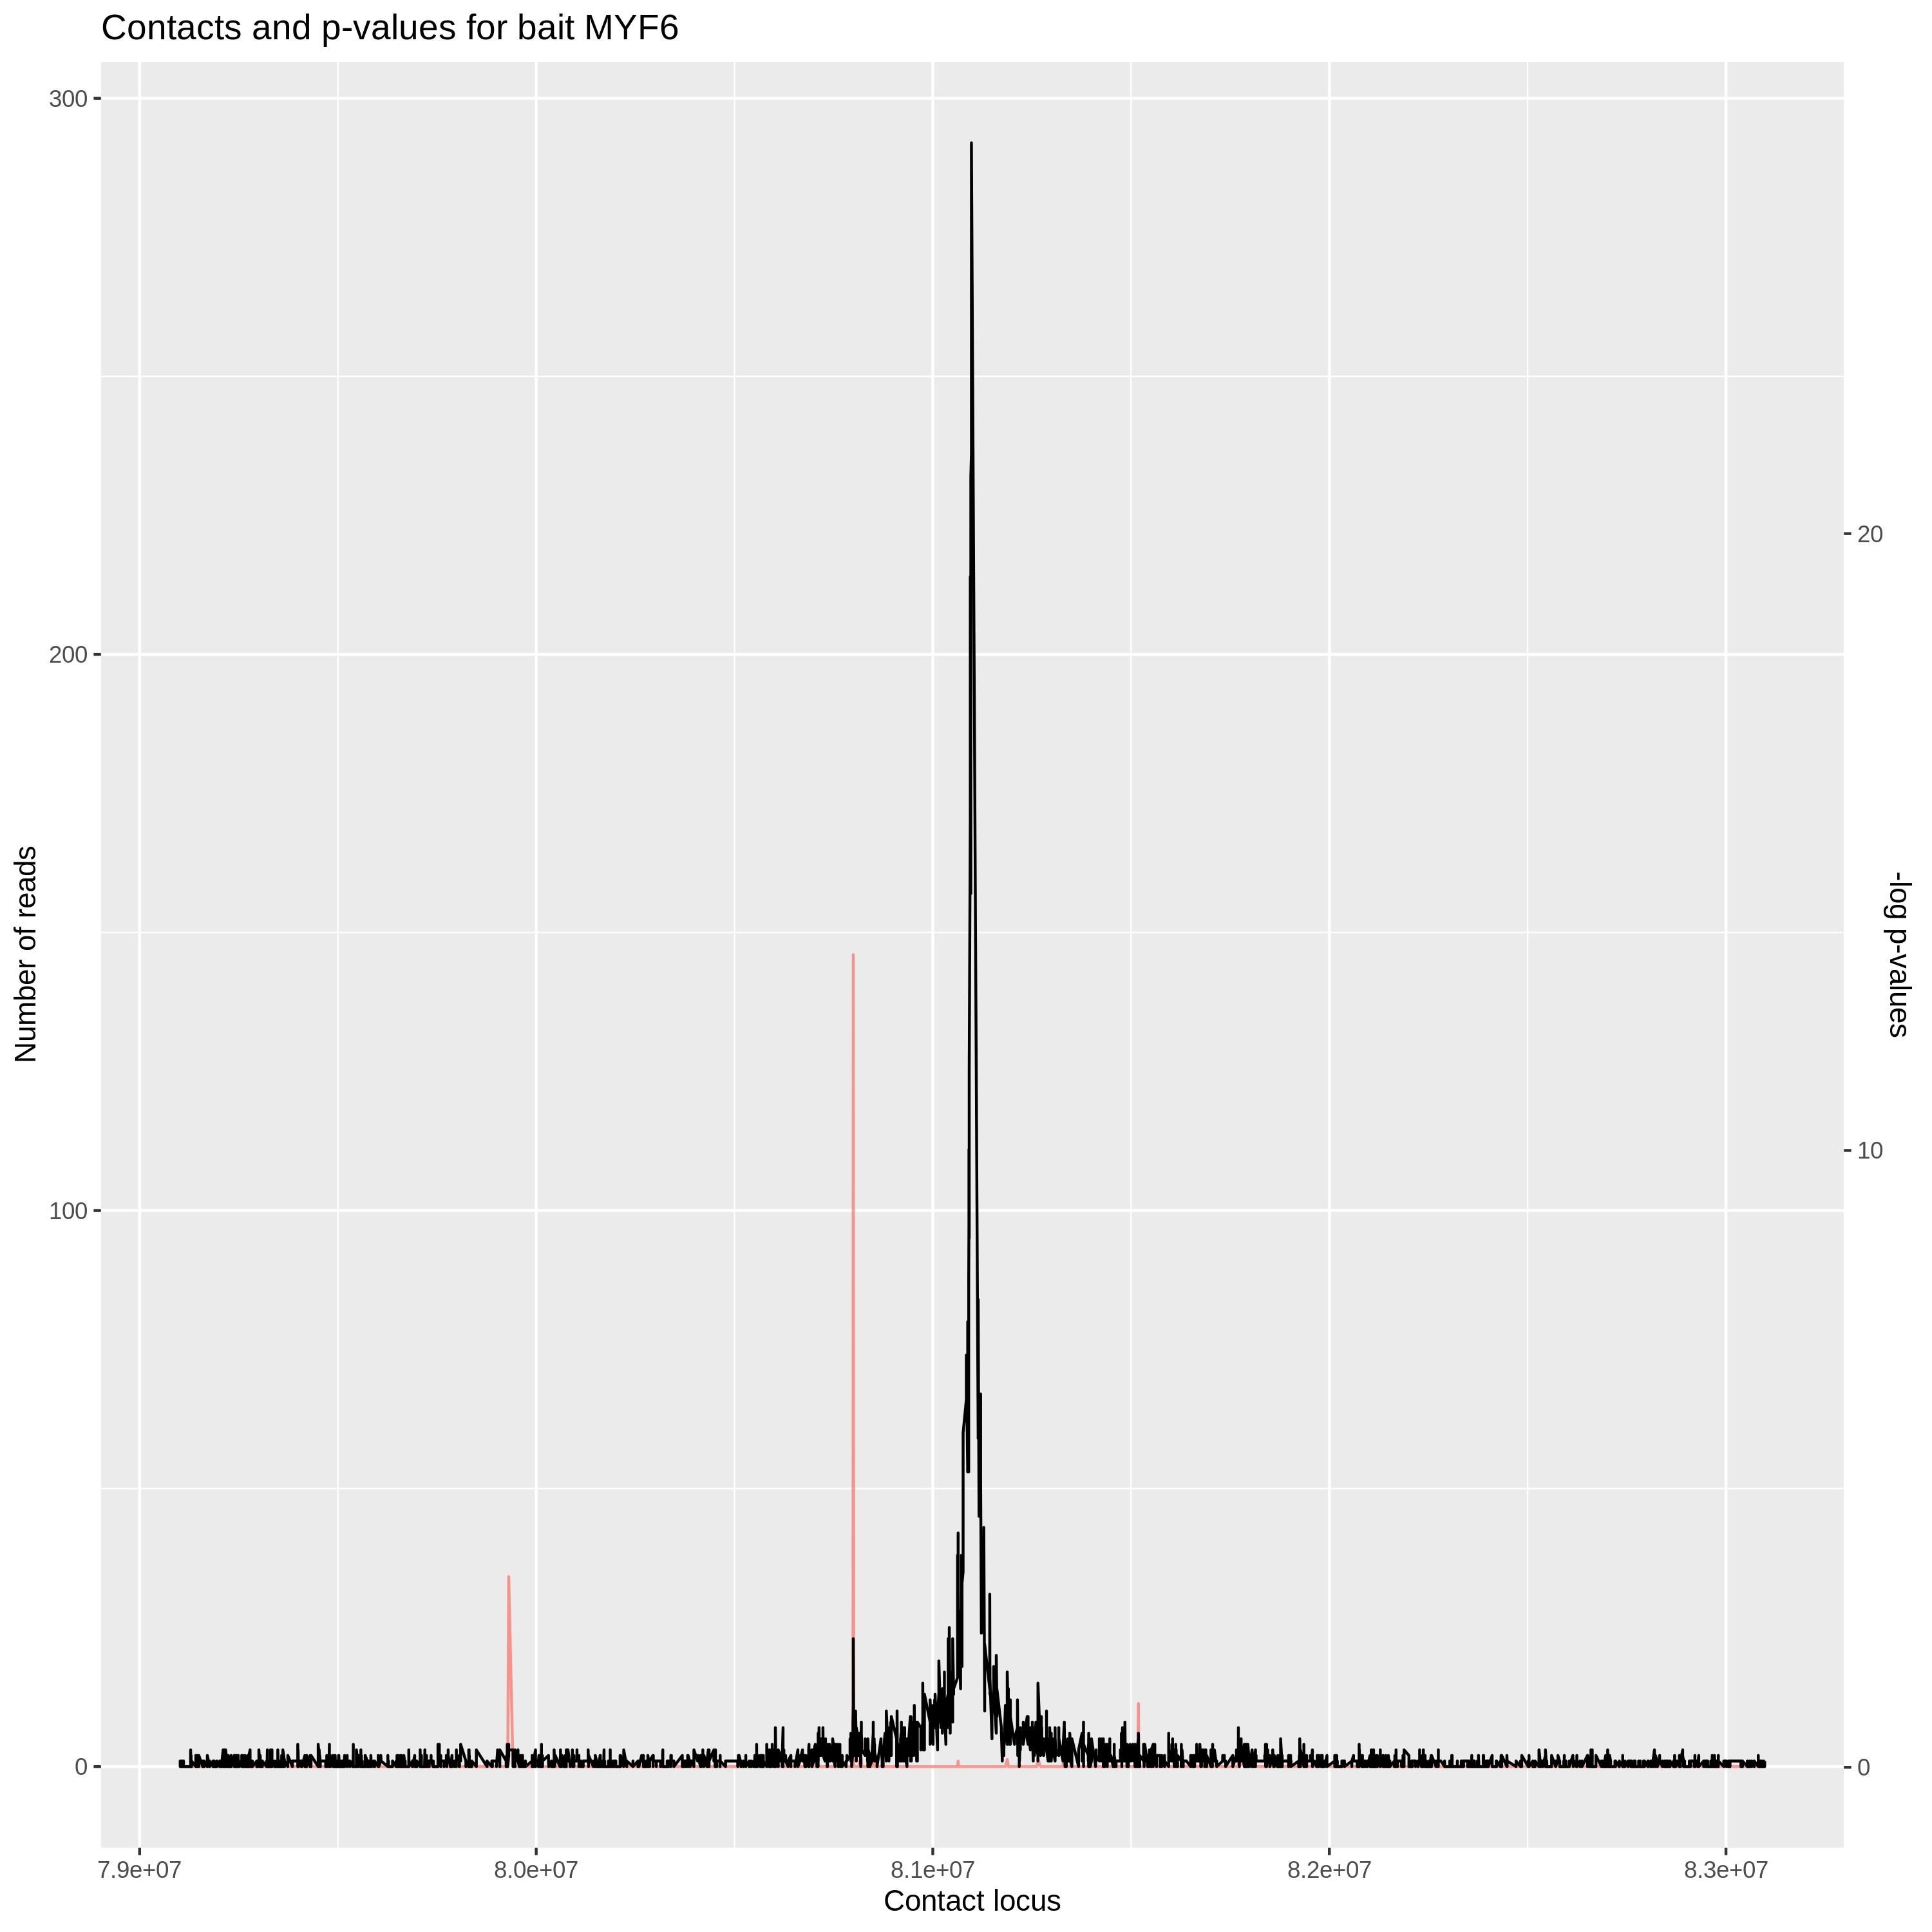 Contacts and p-values for bait MYF6
300
200
100
0
Number of reads
20
10
0
-log p-values
7.9e+07
8.0e+07
8.1e+07
8.2e+07
8.3e+07
Contact locus